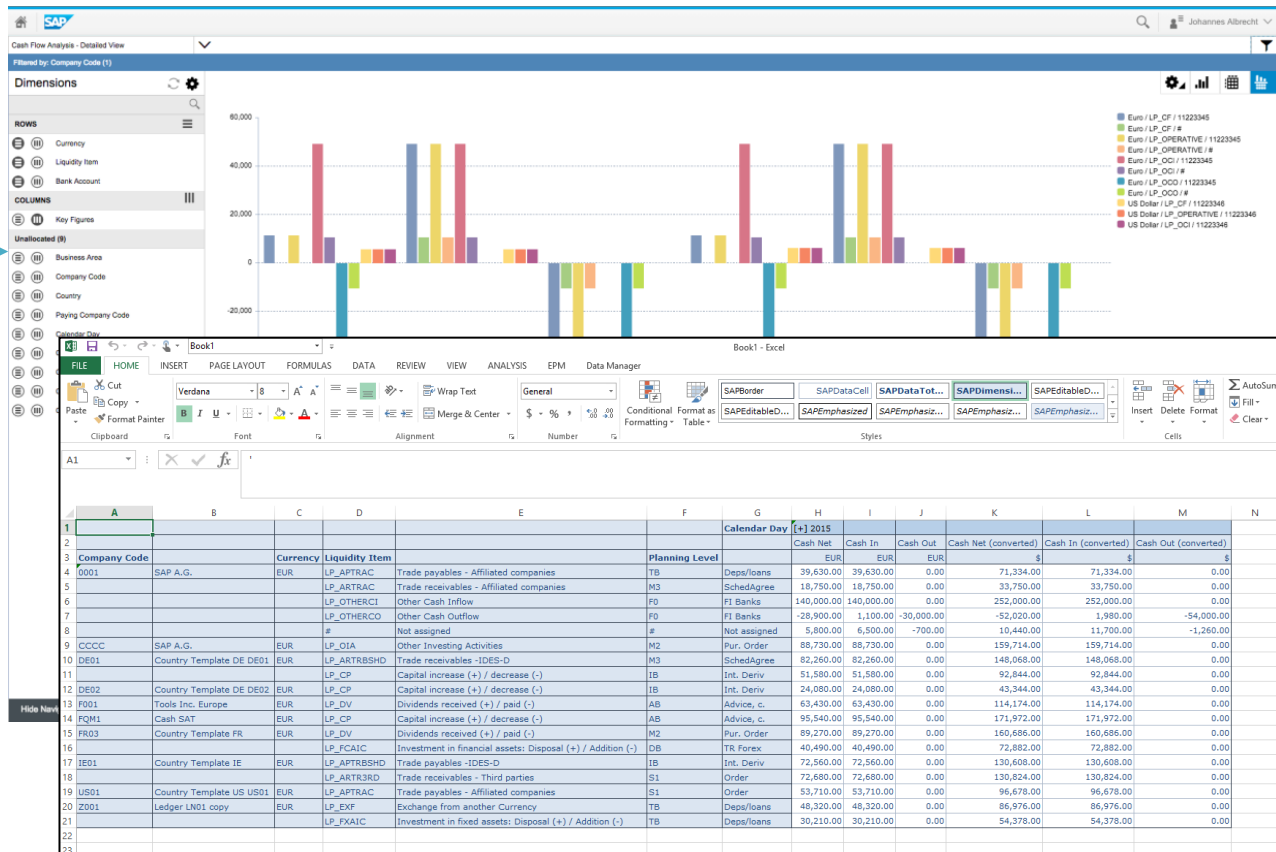 SAP Johannes Albrecht
Cash Flow Analysis - Detailed View
Filtered by: Company Code (1)
Dimensions
ROWS
Currency
Liquidity Item
Bank Account
COLUMNS
Key Figures
Unallocated (9)
Business Area
Company Code
Country
Paying Company Code
Calendar Day
Hide Navi
60,000
40,000
20,000
0
-20,000
Euro / LP_CF / 11223345
Euro / LP_CF / #
Euro / LP_OPERATIVE / 11223345
Euro / LP_OPERATIVE / #
Euro / LP_OCI / 11223345
Euro / LP_OCI / #
Euro / LP_OCO / 11223345
Euro / LP_OCO / #
US Dollar / LP_CF / 11223346
US Dollar / LP_OPERATIVE / 11223346
US Dollar / LP_OCI / 11223346
Book1 Book1 - Excel
FILE HOME INSERT PAGE LAYOUT FORMULAS DATA REVIEW VIEW ANALYSIS EPM Data Manager
Paste Cut
Copy
Format Painter
Clipboard
Verdana 8 A A
B I U A
Font
Wrap Text
Merge & Center
Alignment
General
$ % , .00 .0
Number
Conditional Formatting
Format as Table
SAPBorder SAPDataCell SAPDataTot... SAPDimensi... SAPEditableD...
SAPEditableD... SAPEmphasized SAPEmphasiz... SAPEmphasiz... SAPEmphasiz...
Styles
Insert Delete Format
Cells
AutoSum
Fill
Clear
A1 fx '
A B C D E F G H I J K L M N
1 Calendar Day [+] 2015
2 Cash Net Cash In Cash Out Cash Net (converted) Cash In (converted) Cash Out (converted)
3 Company Code Currency Liquidity Item Planning Level EUR EUR EUR $ $ $
4 0001 SAP A.G. EUR LP_APTRAC Trade payables - Affiliated companies TB Deps/loans 39,630.00 39,630.00 0.00 71,334.00 71,334.00 0.00
5 LP_ARTRAC Trade receivables - Affiliated companies M3 SchedAgree 18,750.00 18,750.00 0.00 33,750.00 33,750.00 0.00
6 LP_OTHERCI Other Cash Inflow F0 FI Banks 140,000.00 140,000.00 0.00 252,000.00 252,000.00 0.00
7 LP_OTHERCO Other Cash Outflow F0 FI Banks -28,900.00 1,100.00 -30,000.00 -52,020.00 1,980.00 -54,000.00
8 # Not assigned # Not assigned 5,800.00 6,500.00 -700.00 10,440.00 11,700.00 -1,260.00
9 CCCC SAP A.G. EUR LP_OIA Other Investing Activities M2 Pur. Order 88,730.00 88,730.00 0.00 159,714.00 159,714.00 0.00
10 DE01 Country Template DE DE01 EUR LP_ARTRBSHD Trade receivables -IDES-D M3 SchedAgree 82,260.00 82,260.00 0.00 148,068.00 148,068.00 0.00
11 LP_CP Capital increase (+) / decrease (-) IB Int. Deriv 51,580.00 51,580.00 0.00 92,844.00 92,844.00 0.00
12 DE02 Country Template DE DE02 EUR LP_CP Capital increase (+) / decrease (-) IB Int. Deriv 24,080.00 24,080.00 0.00 43,344.00 43,344.00 0.00
13 F001 Tools Inc. Europe EUR LP_DV Dividends received (+) / paid (-) AB Advice, c. 63,430.00 63,430.00 0.00 114,174.00 114,174.00 0.00
14 FQM1 Cash SAT EUR LP_CP Capital increase (+) / decrease (-) AB Advice, c. 95,540.00 95,540.00 0.00 171,972.00 171,972.00 0.00
15 FR03 Country Template FR EUR LP_DV Dividends received (+) / paid (-) M2 Pur. Order 89,270.00 89,270.00 0.00 160,686.00 160,686.00 0.00
16 LP_FCAIC Investment in financial assets: Disposal (+) / Addition (-) DB TR Forex 40,490.00 40,490.00 0.00 72,882.00 72,882.00 0.00
17 IE01 Country Template IE EUR LP_APTRBSHD Trade payables -IDES-D IB Int. Deriv 72,560.00 72,560.00 0.00 130,608.00 130,608.00 0.00
18 LP_ARTR3RD Trade receivables - Third parties S1 Order 72,680.00 72,680.00 0.00 130,824.00 130,824.00 0.00
19 US01 Country Template US US01 EUR LP_APTRAC Trade payables - Affiliated companies S1 Order 53,710.00 53,710.00 0.00 96,678.00 96,678.00 0.00
20 Z001 Ledger LN01 copy EUR LP_EXF Exchange from another Currency TB Deps/loans 48,320.00 48,320.00 0.00 86,976.00 86,976.00 0.00
21 LP_FXAIC Investment in fixed assets: Disposal (+) / Addition (-) TB Deps/loans 30,210.00 30,210.00 0.00 54,378.00 54,378.00 0.00
22
23